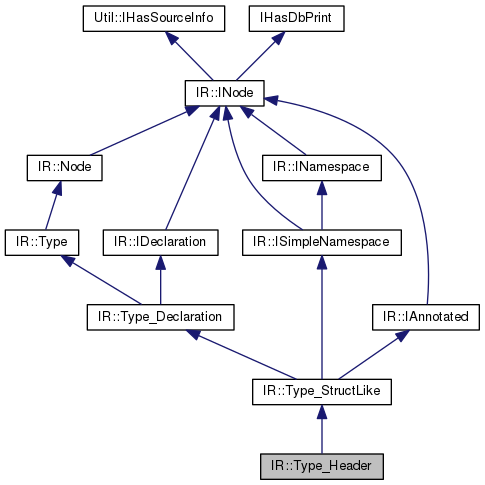 Util::IHasSourceInfo
IHasDbPrint
IR::INode
IR::Node
IR::INamespace
IR::Type
IR::IDeclaration
IR::ISimpleNamespace
IR::Type_Declaration
IR::IAnnotated
IR::Type_StructLike
IR::Type_Header